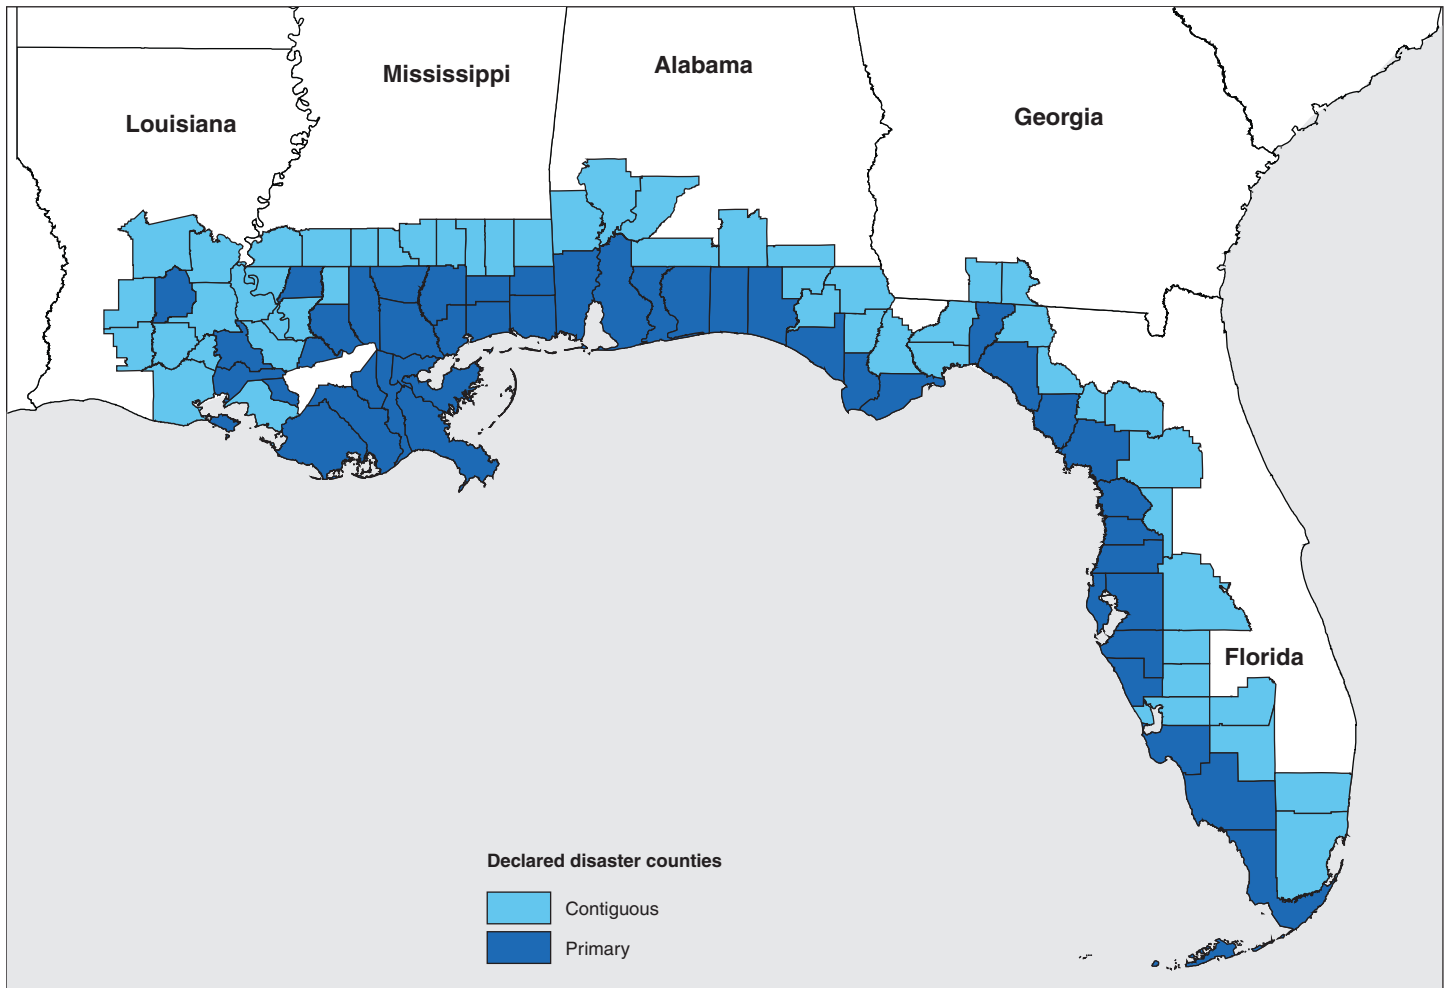 Mississippi
Alabama
Louisiana
Georgia
Florida
Declared disaster counties
Contiguous
Primary